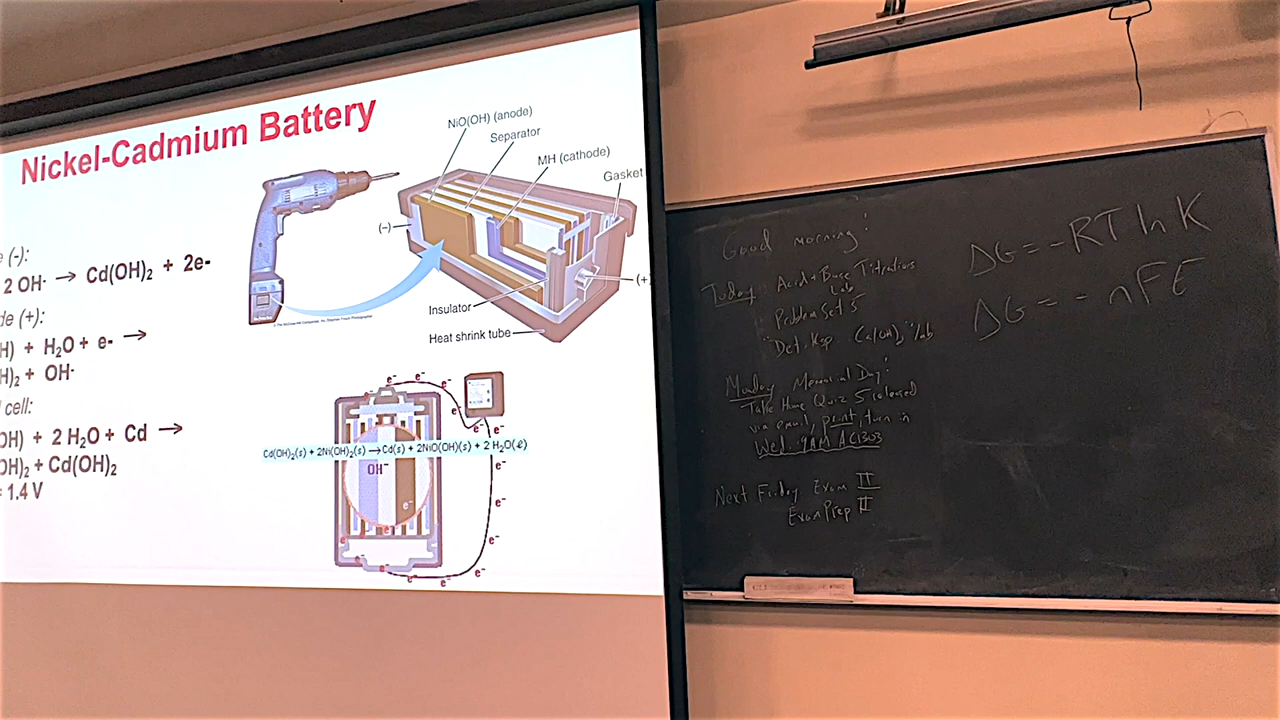 Nickel-Cadmium Battery
e (-):
2 OH- → Cd(OH)2 + 2e-
de (+):
H) + H2O + e- →
H)2 + OH-
cell:
OH) + 2 H2O + Cd →
OH)2 + Cd(OH)2
= 1.4 V
NiO(OH) (anode)
Separator
MH (cathode)
Gasket
(-)
(+)
Insulator
Heat shrink tube
e-
e-
e-
e-
e-
e-
Cd(OH)2(s) + 2Ni(OH)2(s) → Cd(s) + 2NiO(OH)(s) + 2 H2O(ℓ)
OH-
e-
e-
e-
e-
e-
e-
e-
e-
e-
e-
e-
Good morning!
Today: Acid + Base Titrations
Lab
Problem Set 5
"Det. Ksp Ca(OH)2" lab
Monday Memorial Day!
Take Home Quiz 5 released
via email, print, turn in
Wed. 9AM AC1303
Next Friday Exam II
Exam Prep II
ΔG = -RT ln K
ΔG = - nFE